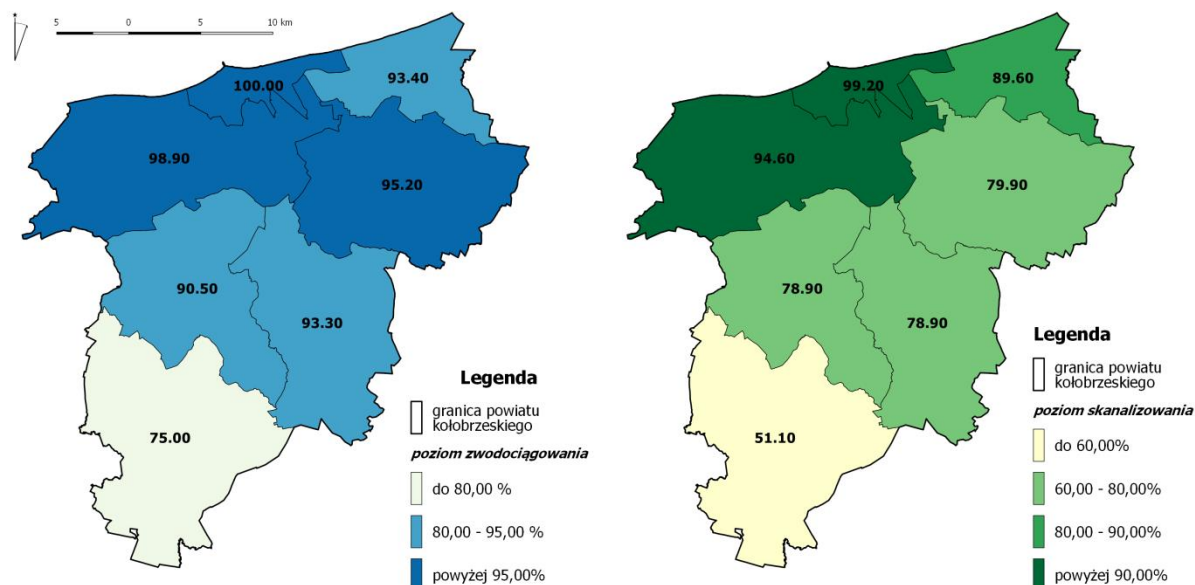 5 0 5 10 km
100.00
93.40
98.90
95.20
90.50
93.30
75.00
Legenda
granica powiatu
kołobrzeskiego
poziom zwodociągowania
do 80,00 %
80,00 - 95,00 %
powyżej 95,00%
99.20
89.60
94.60
79.90
78.90
78.90
51.10
Legenda
granica powiatu
kołobrzeskiego
poziom skanalizowania
do 60,00%
60,00 - 80,00%
80,00 - 90,00%
powyżej 90,00%